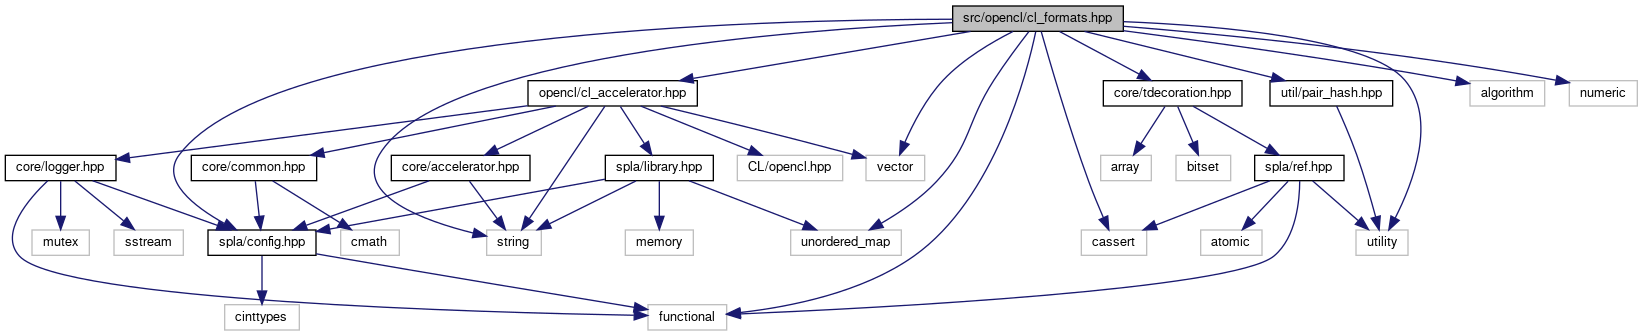 src/opencl/cl_formats.hpp
opencl/cl_accelerator.hpp
core/tdecoration.hpp
util/pair_hash.hpp
algorithm
numeric
core/logger.hpp
core/common.hpp
core/accelerator.hpp
spla/library.hpp
CL/opencl.hpp
vector
array
bitset
spla/ref.hpp
mutex
sstream
spla/config.hpp
cmath
string
memory
unordered_map
cassert
atomic
utility
cinttypes
functional